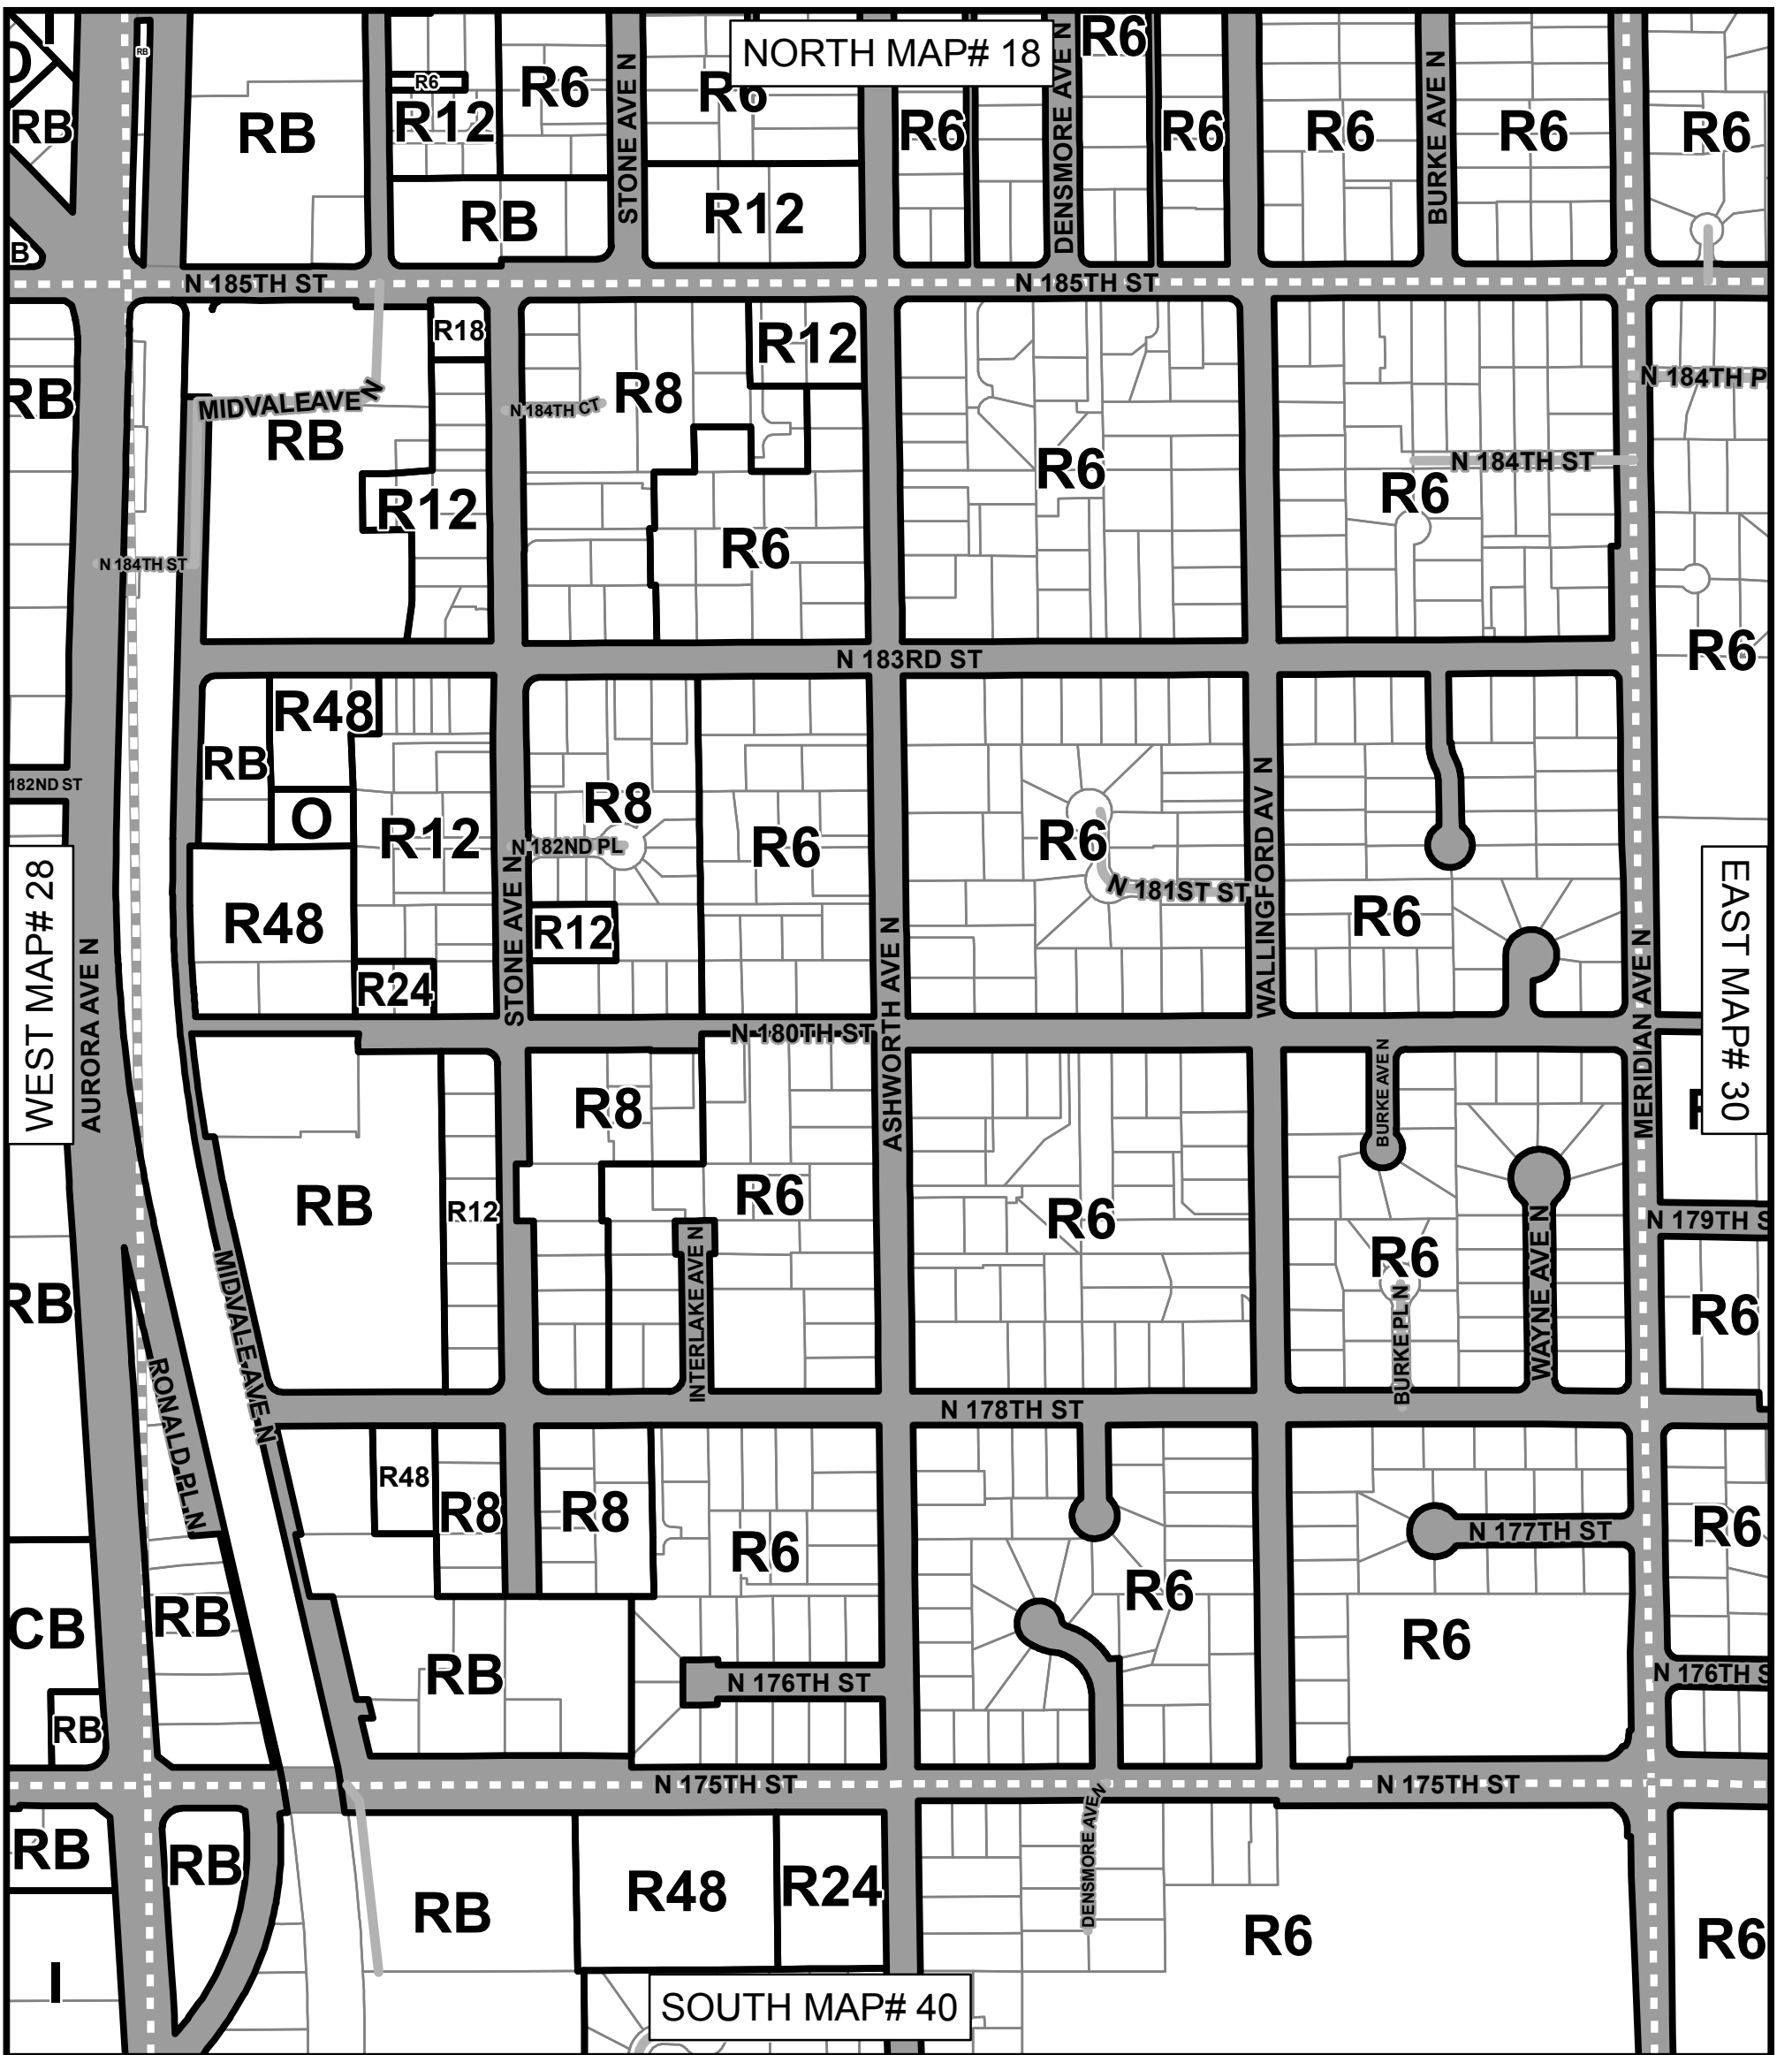 RB
R6
NORTH MAP# 18
R6
RB
RB
R6
R12
R6
STONE AVE N
R6
R6
DENSMORE AVE N
R6
R6
BURKE AVE N
R6
R6
RB
R12
B
N 185TH ST
N 185TH ST
R18
R12
RB
MIDVALE AVE N
RB
N 184TH CT
R8
R6
N 184TH P
N 184TH ST
R6
R12
R6
N 184TH ST
R6
N 183RD ST
R48
RB
182ND ST
O
R12
R8
N 182ND PL
R6
R6
N 181ST ST
WALLINGFORD AV N
R6
WEST MAP# 28
AURORA AVE N
R48
R24
STONE AVE N
R12
ASHWORTH AVE N
MERIDIAN AVE N
EAST MAP# 30
N 180TH ST
R8
BURKE AVE N
RB
R12
R6
R6
R6
WAYNE AVE N
N 179TH S
RB
MIDVALE AVE N
INTERLAKE AVE N
BURKE PL N
R6
RONALD PL N
N 178TH ST
R48
R8
R8
R6
R6
N 177TH ST
R6
CB
RB
RB
N 176TH ST
R6
N 176TH S
RB
N 175TH ST
N 175TH ST
DENSMORE AVE N
RB
RB
RB
R48
R24
R6
R6
I
SOUTH MAP# 40